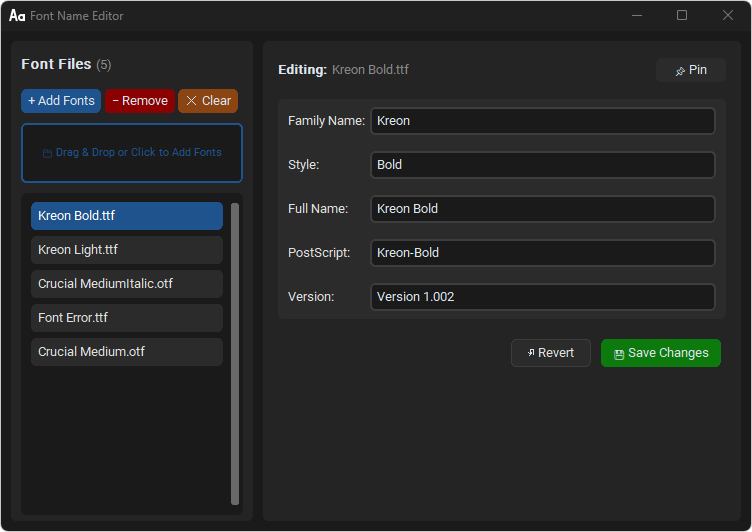 Aa Font Name Editor
Font Files (5)
+ Add Fonts − Remove ✕ Clear
Drag & Drop or Click to Add Fonts
Kreon Bold.ttf
Kreon Light.ttf
Crucial MediumItalic.otf
Font Error.ttf
Crucial Medium.otf
Editing: Kreon Bold.ttf
Pin
Family Name: Kreon
Style: Bold
Full Name: Kreon Bold
PostScript: Kreon-Bold
Version: Version 1.002
Revert
Save Changes